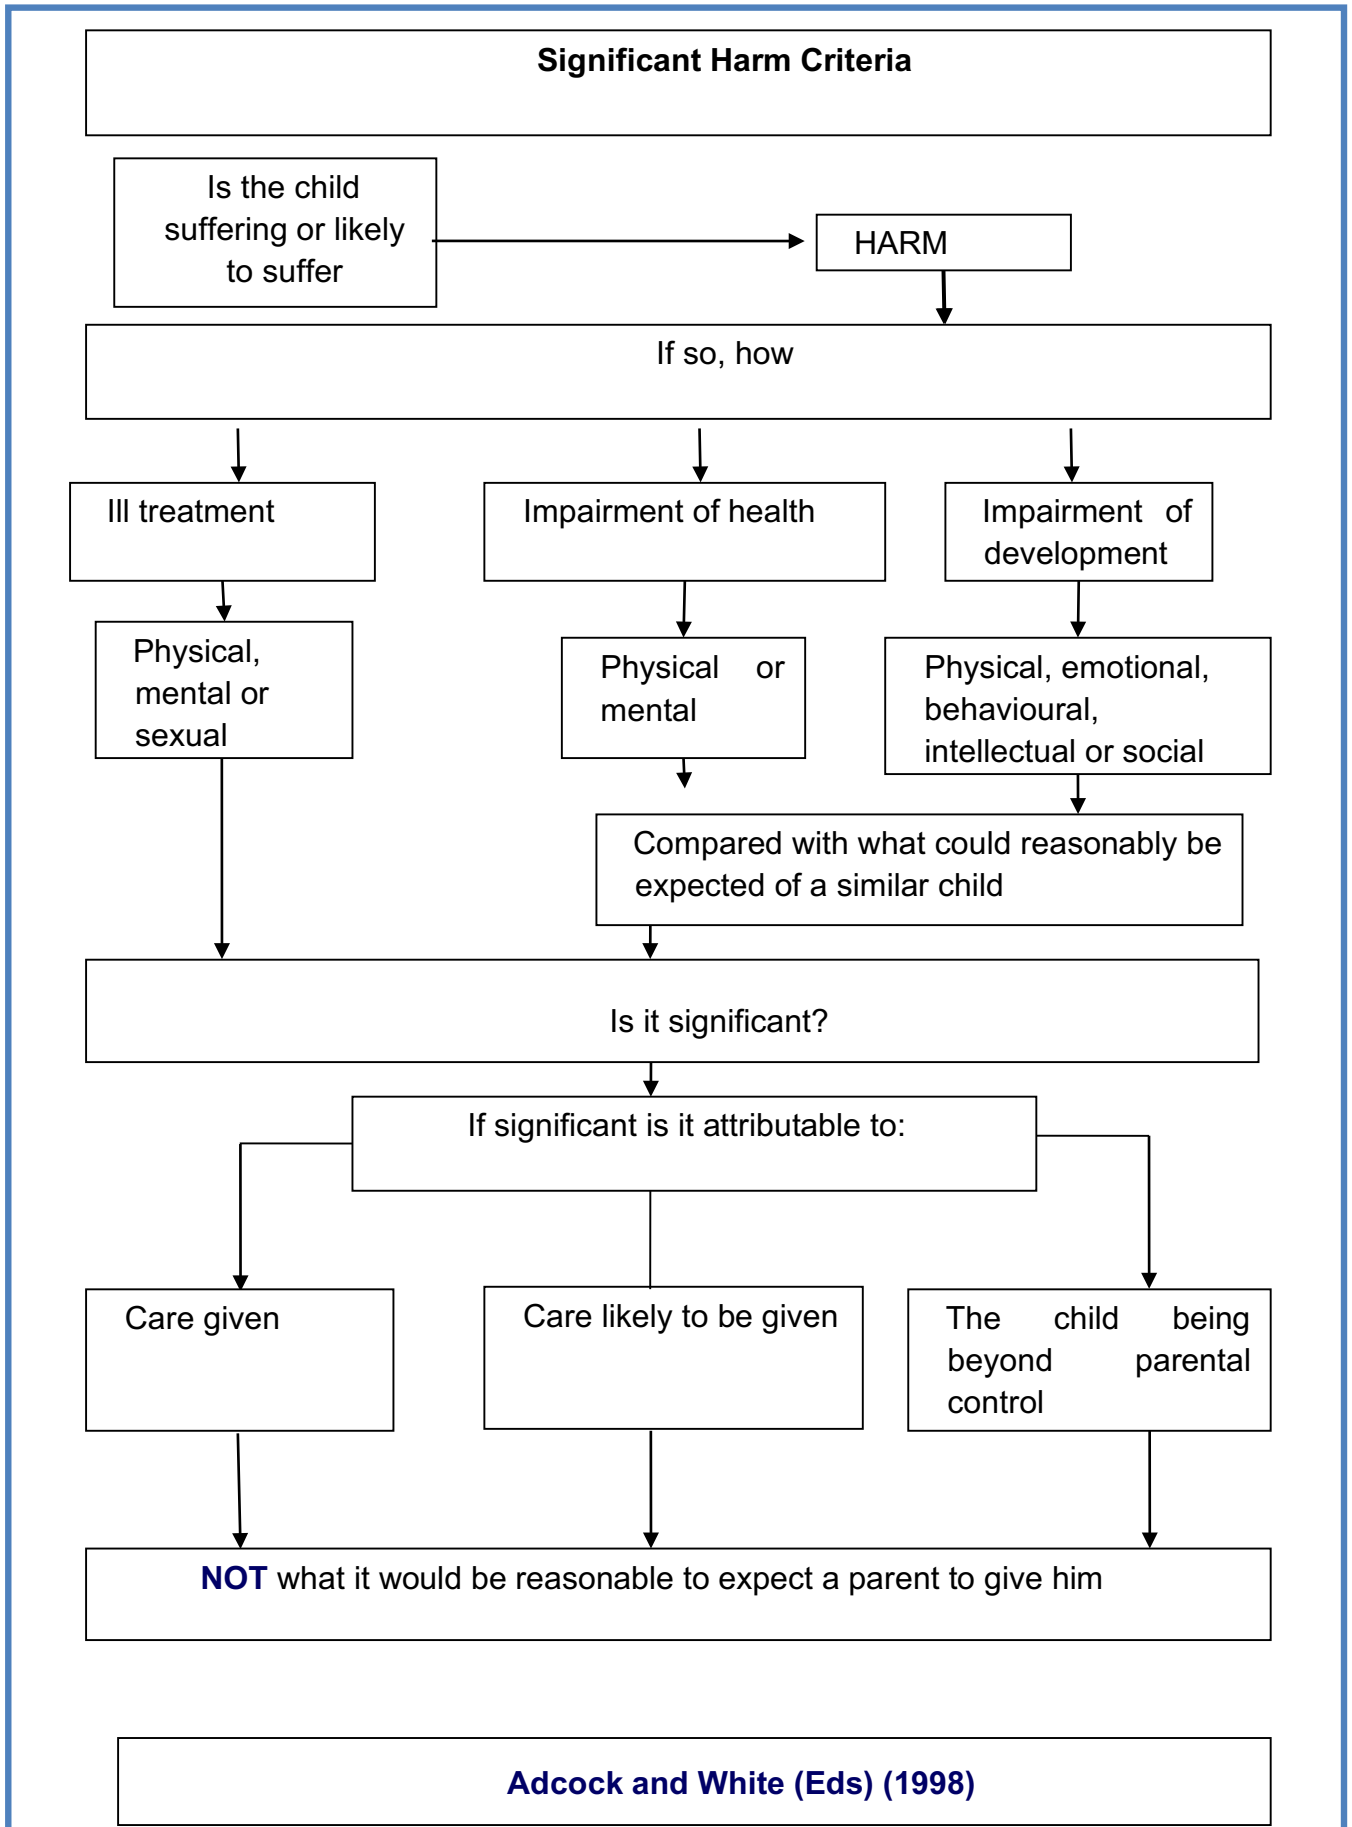 Significant Harm Criteria
Is the child
suffering or likely
to suffer
HARM
If so, how
Ill treatment
Impairment of health
Impairment of
development
Physical,
mental or
sexual
Physical or
mental
Physical, emotional,
behavioural,
intellectual or social
Compared with what could reasonably be
expected of a similar child
Is it significant?
If significant is it attributable to:
Care given
Care likely to be given
The child being
beyond parental
control
NOT what it would be reasonable to expect a parent to give him
Adcock and White (Eds) (1998)